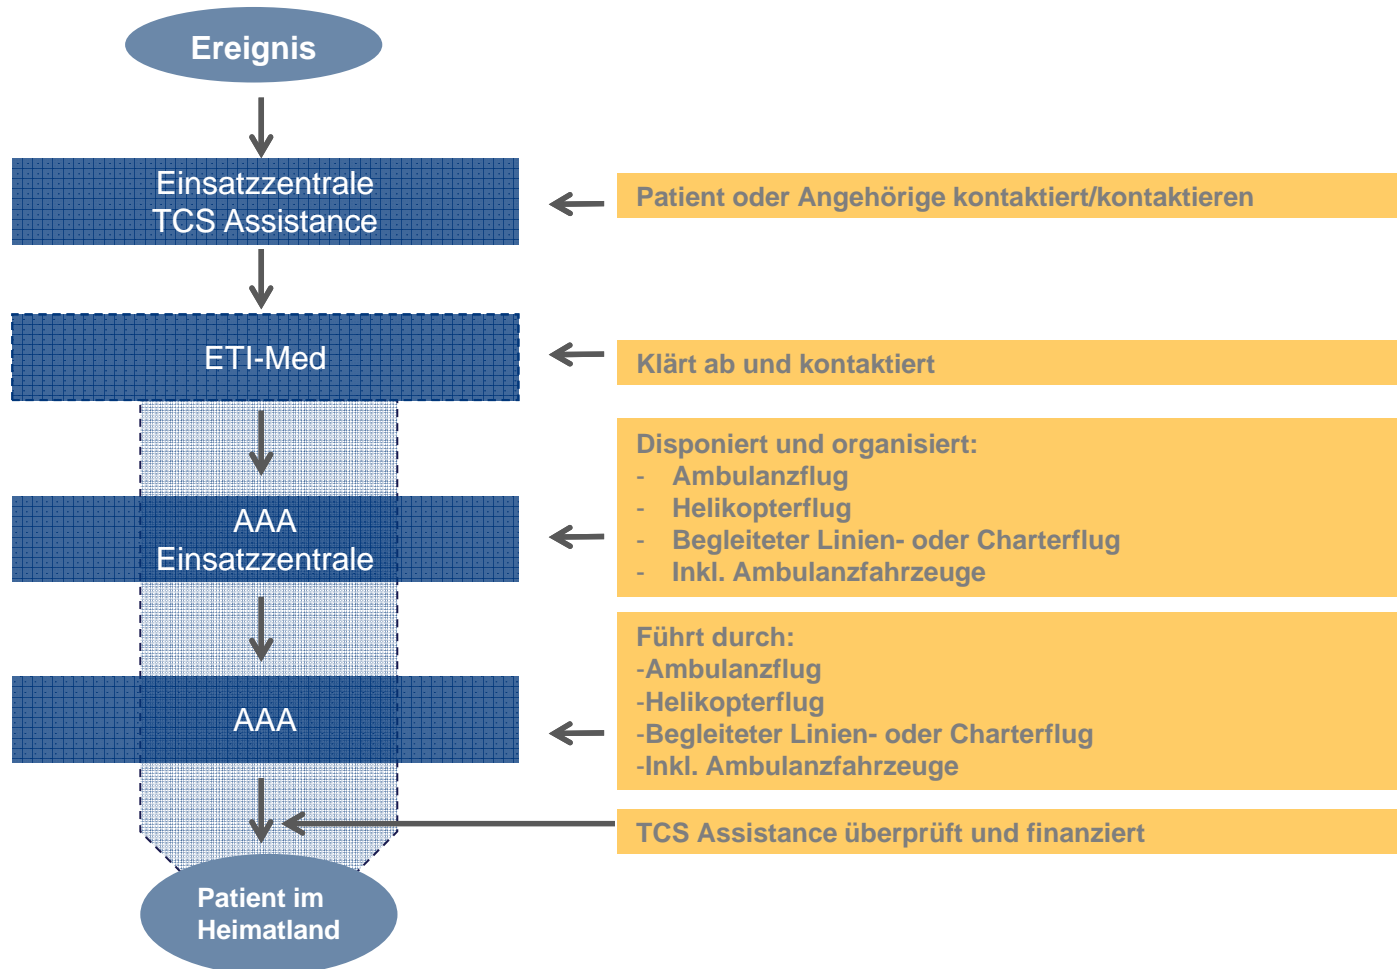 Ereignis
Einsatzzentrale
TCS Assistance
Patient oder Angehörige kontaktiert/kontaktieren
ETI-Med
Klärt ab und kontaktiert
AAA
Einsatzzentrale
Disponiert und organisiert:
- Ambulanzflug
- Helikopterflug
- Begleiteter Linien- oder Charterflug
- Inkl. Ambulanzfahrzeuge
AAA
Führt durch:
-Ambulanzflug
-Helikopterflug
-Begleiteter Linien- oder Charterflug
-Inkl. Ambulanzfahrzeuge
TCS Assistance überprüft und finanziert
Patient im
Heimatland